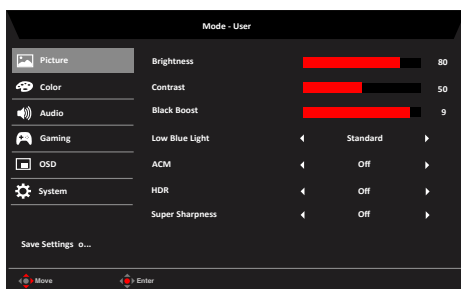 Mode - User
Picture
Brightness 80
Color
Contrast 50
Audio
Black Boost 9
Gaming
Low Blue Light Standard
OSD
ACM Off
System
HDR Off
Super Sharpness Off
Save Settings o...
Move Enter